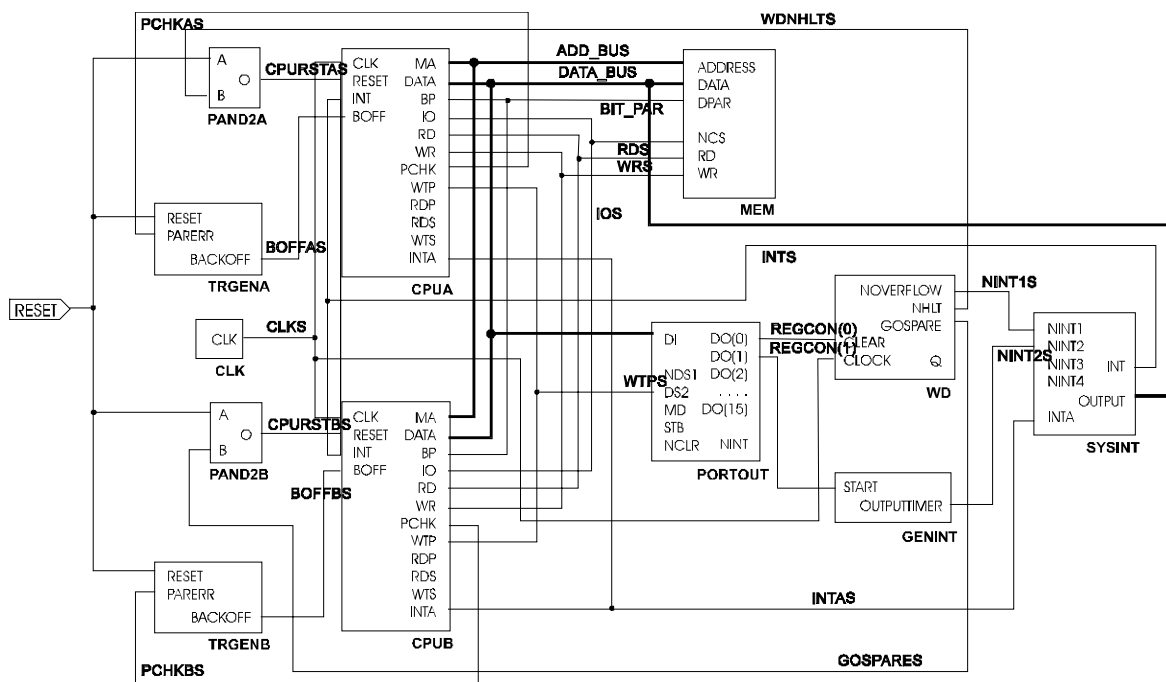 PCHKAS
WDNHLTS
A
B
O
CPURSTAS
PAND2A
CLK
RESET
INT
BOFF
MA
DATA
BP
IO
RD
WR
PCHK
WTP
RDP
RDS
WTS
INTA
CPUA
ADD_BUS
DATA_BUS
BIT_PAR
RDS
WRS
IOS
ADDRESS
DATA
DPAR
NCS
RD
WR
MEM
RESET
PARERR
BACKOFF
BOFFAS
TRGENA
RESET
CLK
CLKS
CLK
INTS
DI
NDS1
DS2
MD
STB
NCLR
DO(0)
DO(1)
DO(2)
. . . .
DO(15)
NINT
PORTOUT
WTPS
REGCON(0)
REGCON(1)
NOVERFLOW
NHLT
GOSPARE
CLEAR
CLOCK
Q
WD
NINT1S
NINT2S
NINT1
NINT2
NINT3
NINT4
INTA
INT
OUTPUT
SYSINT
A
B
O
CPURSTBS
PAND2B
CLK
RESET
INT
BOFF
MA
DATA
BP
IO
RD
WR
PCHK
WTP
RDP
RDS
WTS
INTA
CPUB
BOFFBS
START
OUTPUTTIMER
GENINT
RESET
PARERR
BACKOFF
TRGENB
INTAS
PCHKBS
GOSPARES